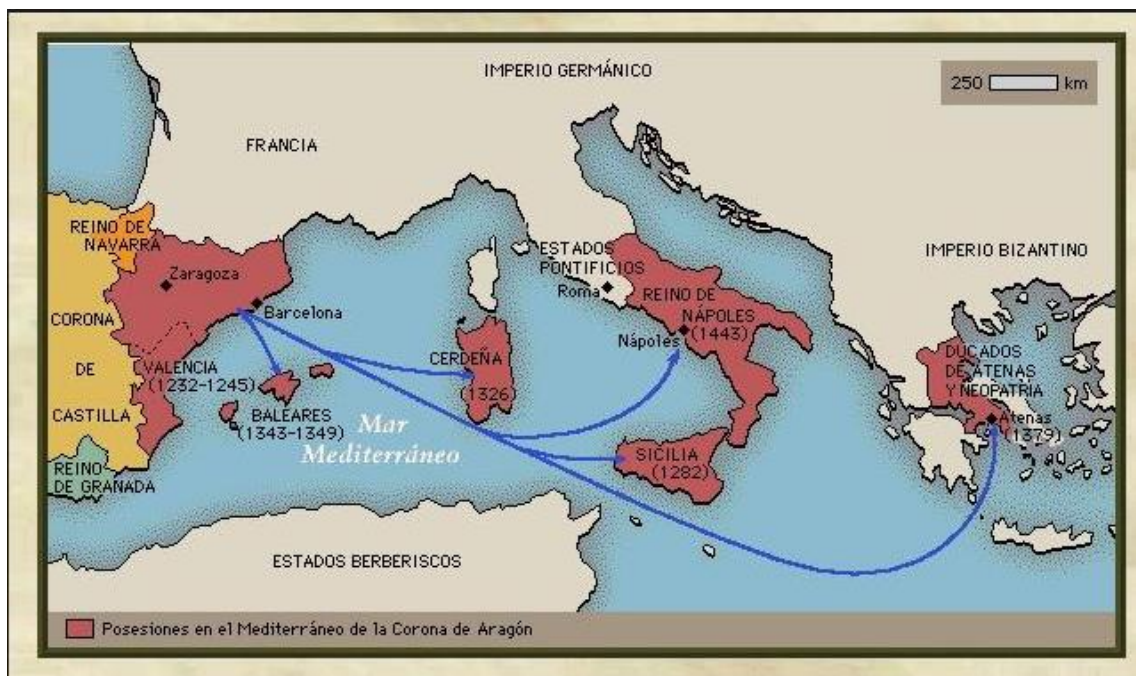 IMPERIO GERMÁNICO
250 km
FRANCIA
REINO DE
NAVARRA
Zaragoza
Barcelona
CORONA
DE
CASTILLA
VALENCIA
(1232-1245)
BALEARES
(1343-1349)
REINO
DE GRANADA
Mar
Mediterráneo
CERDEÑA
(1326)
ESTADOS
PONTIFICIOS
Roma
REINO DE
NÁPOLES
(1443)
Nápoles
SICILIA
(1282)
IMPERIO BIZANTINO
DUCADOS
DE ATENAS
Y NEOPATRÍA
Atenas
(1379)
ESTADOS BERBERISCOS
Posesiones en el Mediterráneo de la Corona de Aragón